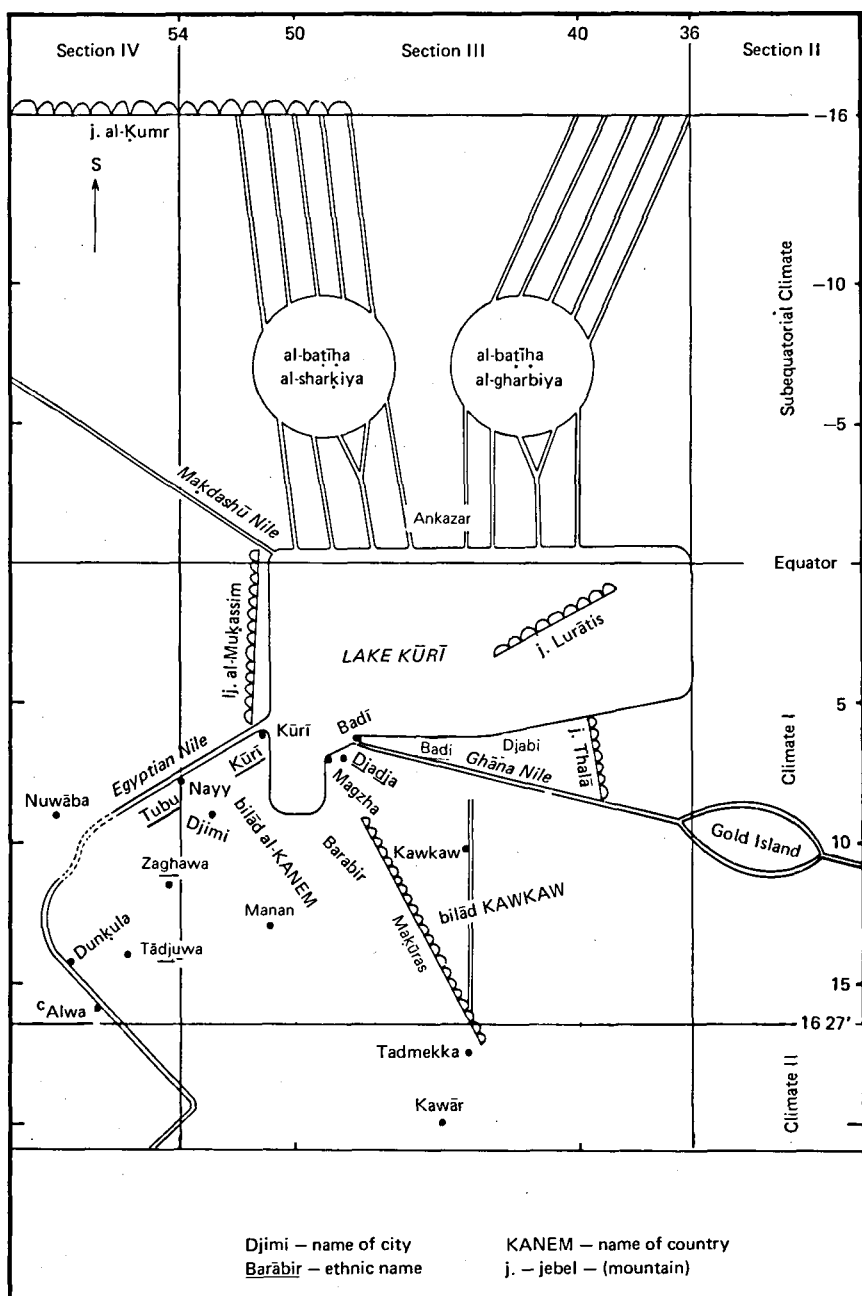 54 50 40 36
Section IV Section III Section II
j. al-Ḳumr
−16
S
−10
Subequatorial Climate
al-baṭīḥa
al-sharḳiya
al-baṭīḥa
al-gharbiya
−5
Maḳdashū Nile
Ankazar
Equator
lj. al-Muḳassim
LAKE KŪRĪ
j. Lurātis
5
Egyptian Nile
Kūrī
Kūrī
Badī
Badi
Djabi
Djadja
Magzha
Ghāna Nile
j. Thalā
Climate I
Nuwāba
Tubu
Nayy
Djimi
bilād al-KANEM
Barabir
Kawkaw
Gold Island
10
Zaghawa
Manan
Maḳūras
bilād KAWKAW
Dunḳula
Tādjuwa
15
ᶜAlwa
16 27′
Tadmekka
Kawār
Climate II
Djimi — name of city KANEM — name of country
Barābir — ethnic name j. — jebel — (mountain)